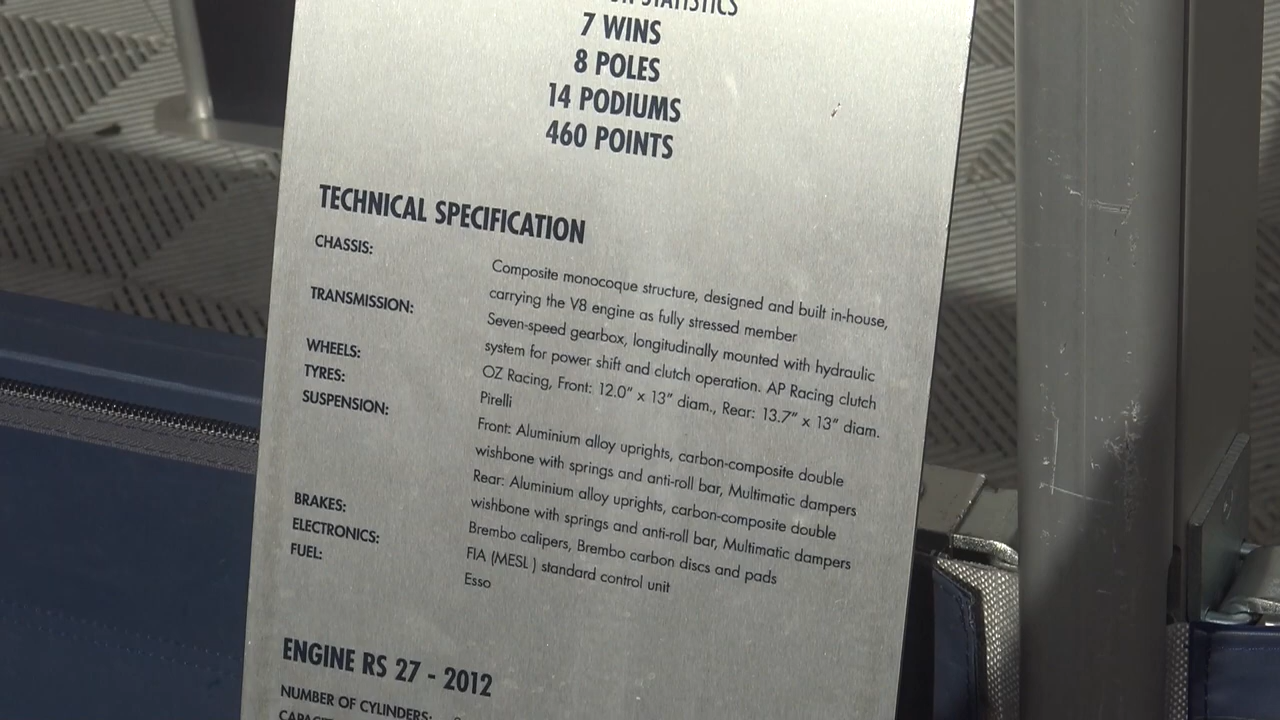 STATISTICS
7 WINS
8 POLES
14 PODIUMS
460 POINTS
TECHNICAL SPECIFICATION
CHASSIS: Composite monocoque structure, designed and built in-house,
carrying the V8 engine as fully stressed member
TRANSMISSION: Seven-speed gearbox, longitudinally mounted with hydraulic
system for power shift and clutch operation. AP Racing clutch
WHEELS: OZ Racing, Front: 12.0" x 13" diam., Rear: 13.7" x 13" diam.
TYRES: Pirelli
SUSPENSION: Front: Aluminium alloy uprights, carbon-composite double
wishbone with springs and anti-roll bar, Multimatic dampers
Rear: Aluminium alloy uprights, carbon-composite double
wishbone with springs and anti-roll bar, Multimatic dampers
BRAKES: Brembo calipers, Brembo carbon discs and pads
ELECTRONICS: FIA (MESL ) standard control unit
FUEL: Esso
ENGINE RS 27 - 2012
NUMBER OF CYLINDERS: